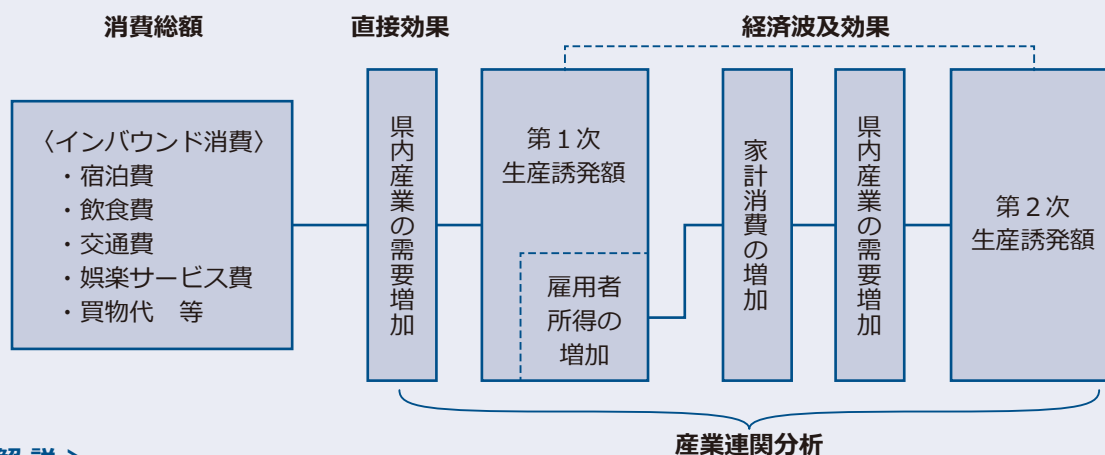 消費総額
直接効果
経済波及効果
〈インバウンド消費〉
・宿泊費
・飲食費
・交通費
・娯楽サービス費
・買物代　等
県内産業の需要増加
第１次
生産誘発額
雇用者
所得の
増加
家計消費の増加
県内産業の需要増加
第２次
生産誘発額
産業連関分析